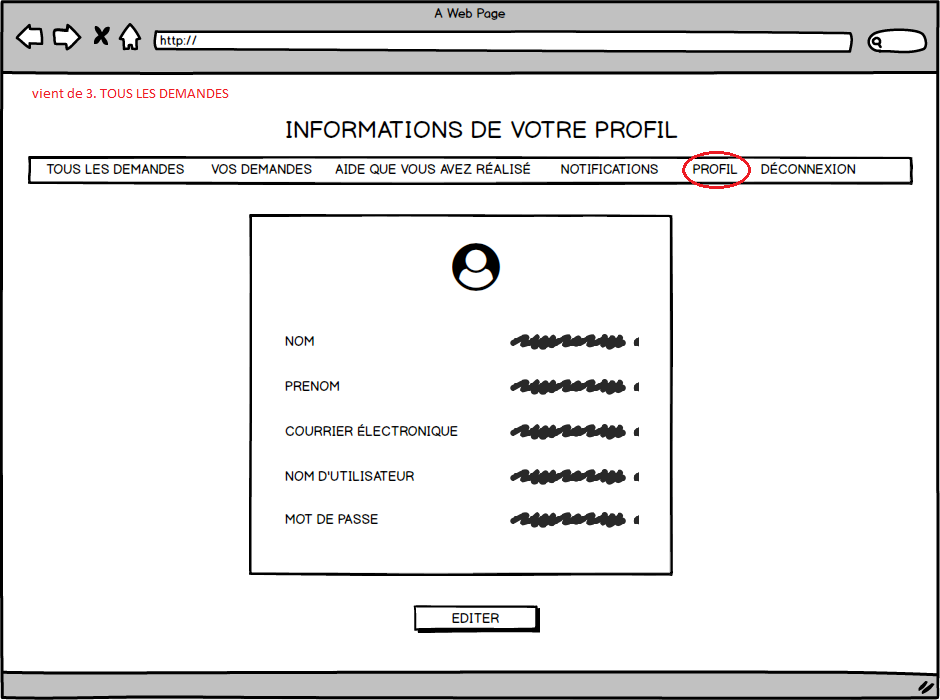 A Web Page
http://
vient de 3. TOUS LES DEMANDES
INFORMATIONS DE VOTRE PROFIL
TOUS LES DEMANDES VOS DEMANDES AIDE QUE VOUS AVEZ RÉALISÉ NOTIFICATIONS PROFIL DÉCONNEXION
NOM
PRENOM
COURRIER ÉLECTRONIQUE
NOM D'UTILISATEUR
MOT DE PASSE
EDITER